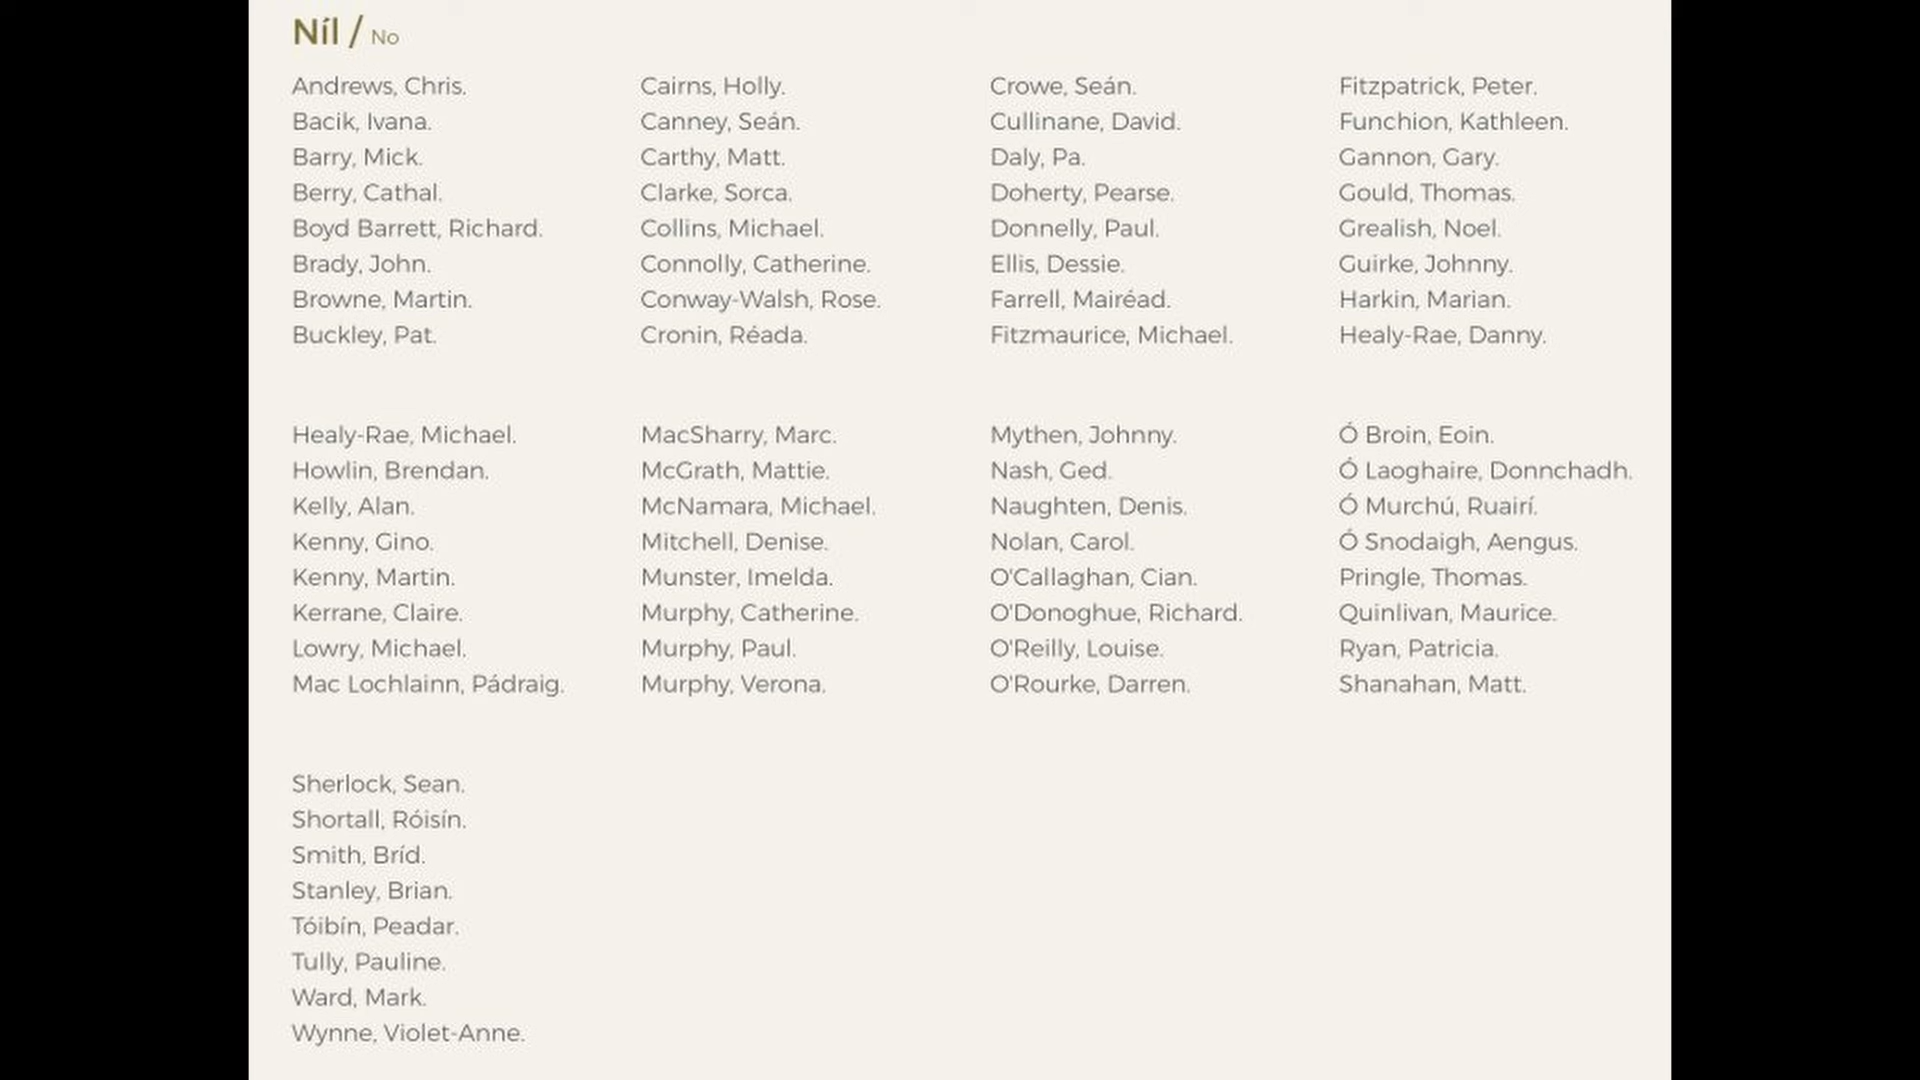 Níl / No
Andrews, Chris.
Bacik, Ivana.
Barry, Mick.
Berry, Cathal.
Boyd Barrett, Richard.
Brady, John.
Browne, Martin.
Buckley, Pat.
Cairns, Holly.
Canney, Seán.
Carthy, Matt.
Clarke, Sorca.
Collins, Michael.
Connolly, Catherine.
Conway-Walsh, Rose.
Cronin, Réada.
Crowe, Seán.
Cullinane, David.
Daly, Pa.
Doherty, Pearse.
Donnelly, Paul.
Ellis, Dessie.
Farrell, Mairéad.
Fitzmaurice, Michael.
Fitzpatrick, Peter.
Funchion, Kathleen.
Gannon, Gary.
Gould, Thomas.
Grealish, Noel.
Guirke, Johnny.
Harkin, Marian.
Healy-Rae, Danny.
Healy-Rae, Michael.
Howlin, Brendan.
Kelly, Alan.
Kenny, Gino.
Kenny, Martin.
Kerrane, Claire.
Lowry, Michael.
Mac Lochlainn, Pádraig.
MacSharry, Marc.
McGrath, Mattie.
McNamara, Michael.
Mitchell, Denise.
Munster, Imelda.
Murphy, Catherine.
Murphy, Paul.
Murphy, Verona.
Mythen, Johnny.
Nash, Ged.
Naughten, Denis.
Nolan, Carol.
O'Callaghan, Cian.
O'Donoghue, Richard.
O'Reilly, Louise.
O'Rourke, Darren.
Ó Broin, Eoin.
Ó Laoghaire, Donnchadh.
Ó Murchú, Ruairí.
Ó Snodaigh, Aengus.
Pringle, Thomas.
Quinlivan, Maurice.
Ryan, Patricia.
Shanahan, Matt.
Sherlock, Sean.
Shortall, Róisín.
Smith, Bríd.
Stanley, Brian.
Tóibín, Peadar.
Tully, Pauline.
Ward, Mark.
Wynne, Violet-Anne.